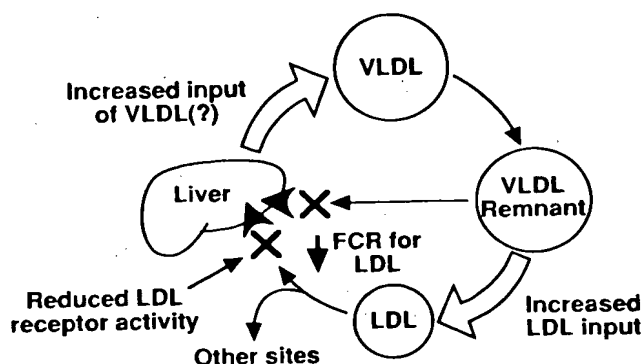 VLDL
Increased input
of VLDL(?)
Liver
VLDL
Remnant
FCR for
LDL
Reduced LDL
receptor activity
LDL
Increased
LDL input
Other sites